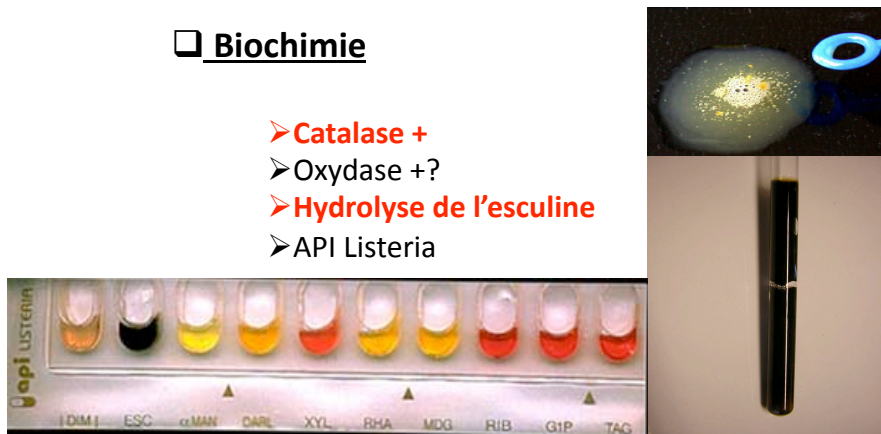 Biochimie
Catalase +
Oxydase +?
Hydrolyse de l’esculine
API Listeria
api LISTERIA
| DIM | ESC αMAN DARL XYL RHA MDG RIB G1P TAG